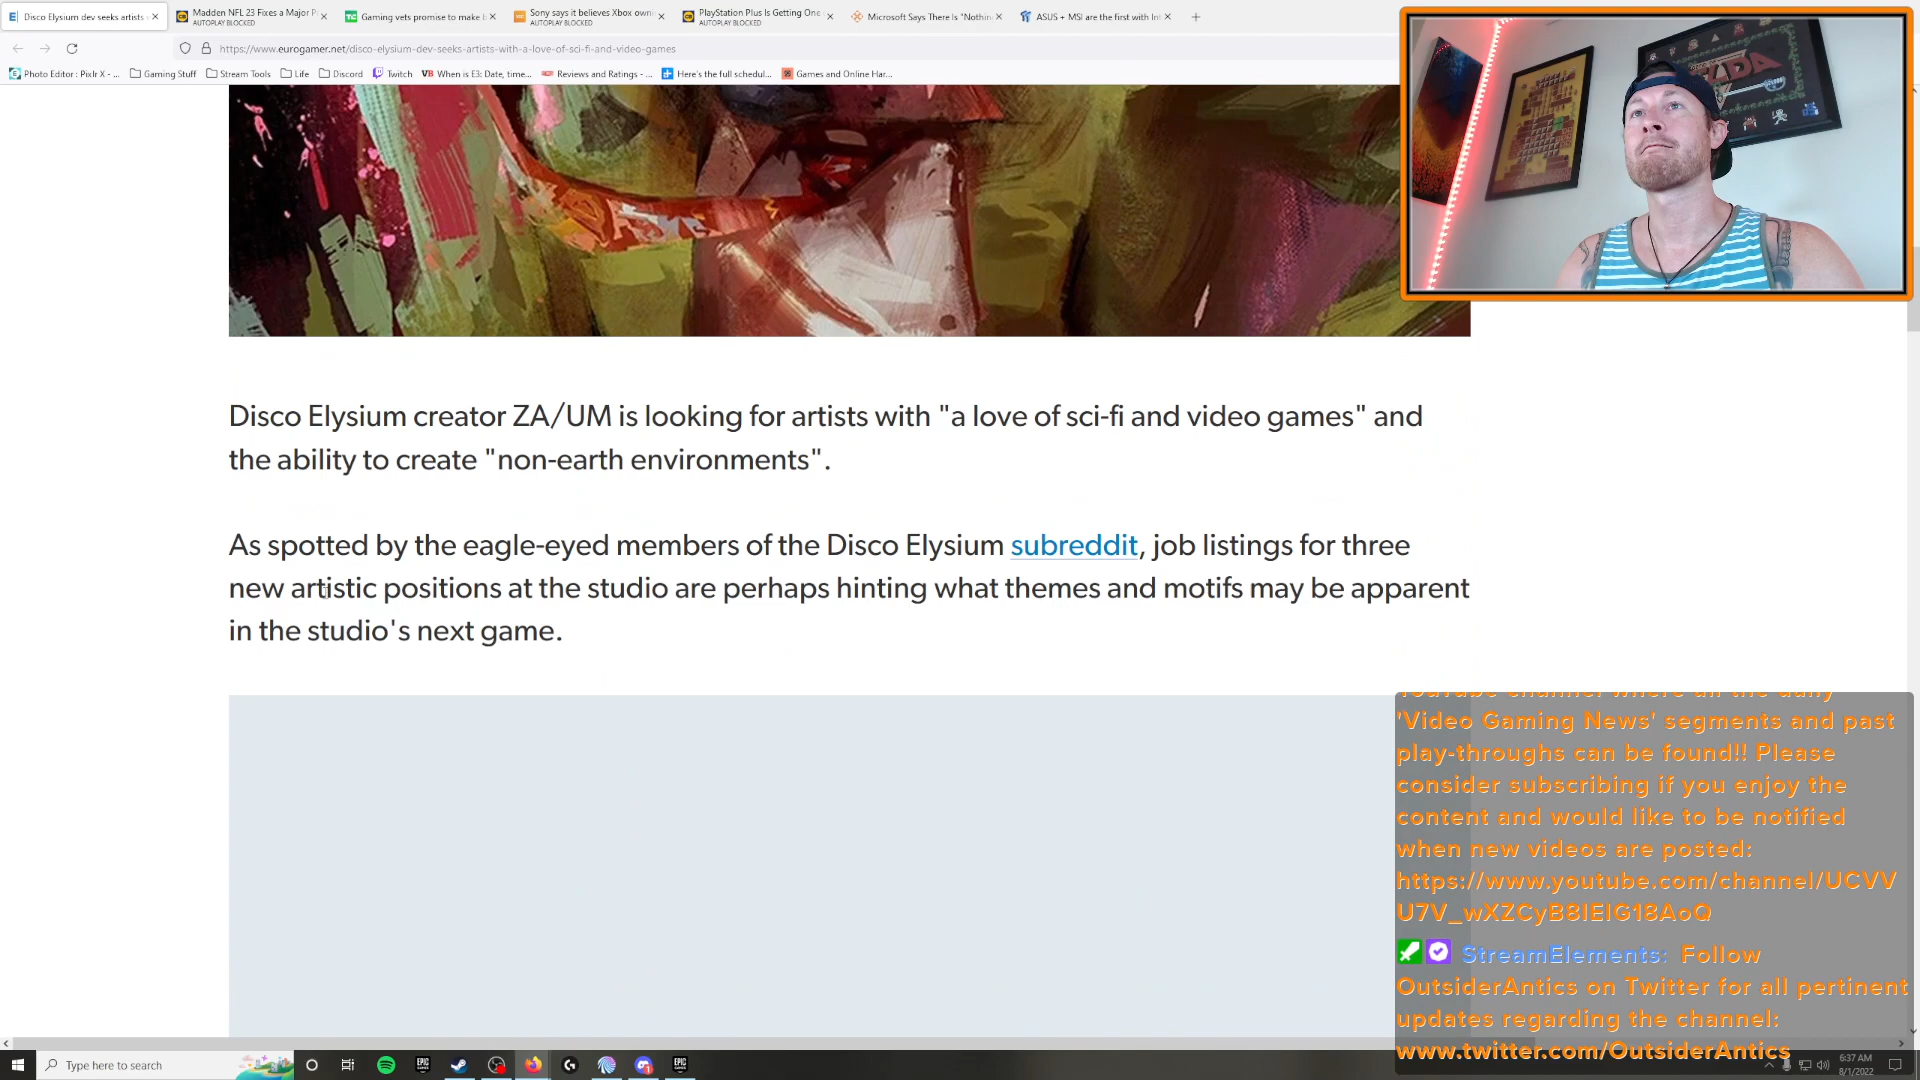 Disco Elysium dev seeks artists
Madden NFL 23 Fixes a Major P
AUTOPLAY BLOCKED
Gaming vets promise to make b
Sony says it believes Xbox owni
AUTOPLAY BLOCKED
PlayStation Plus Is Getting One
AUTOPLAY BLOCKED
Microsoft Says There Is "Nothin
ASUS + MSI are the first with Int
https://www.eurogamer.net/disco-elysium-dev-seeks-artists-with-a-love-of-sci-fi-and-video-games
Photo Editor : Pixlr X - ...
Gaming Stuff
Stream Tools
Life
Discord
Twitch
When is E3: Date, time...
Reviews and Ratings - ...
Here's the full schedul...
Games and Online Har...
Disco Elysium creator ZA/UM is looking for artists with "a love of sci-fi and video games" and
the ability to create "non-earth environments".
As spotted by the eagle-eyed members of the Disco Elysium subreddit, job listings for three
new artistic positions at the studio are perhaps hinting what themes and motifs may be apparent
in the studio's next game.
YouTube channel where all the daily
'Video Gaming News' segments and past
play-throughs can be found!! Please
consider subscribing if you enjoy the
content and would like to be notified
when new videos are posted:
https://www.youtube.com/channel/UCVV
U7V_wXZCyB8IEIG18AoQ
StreamElements: Follow
OutsiderAntics on Twitter for all pertinent
updates regarding the channel:
www.twitter.com/OutsiderAntics
Type here to search
6:37 AM
8/1/2022